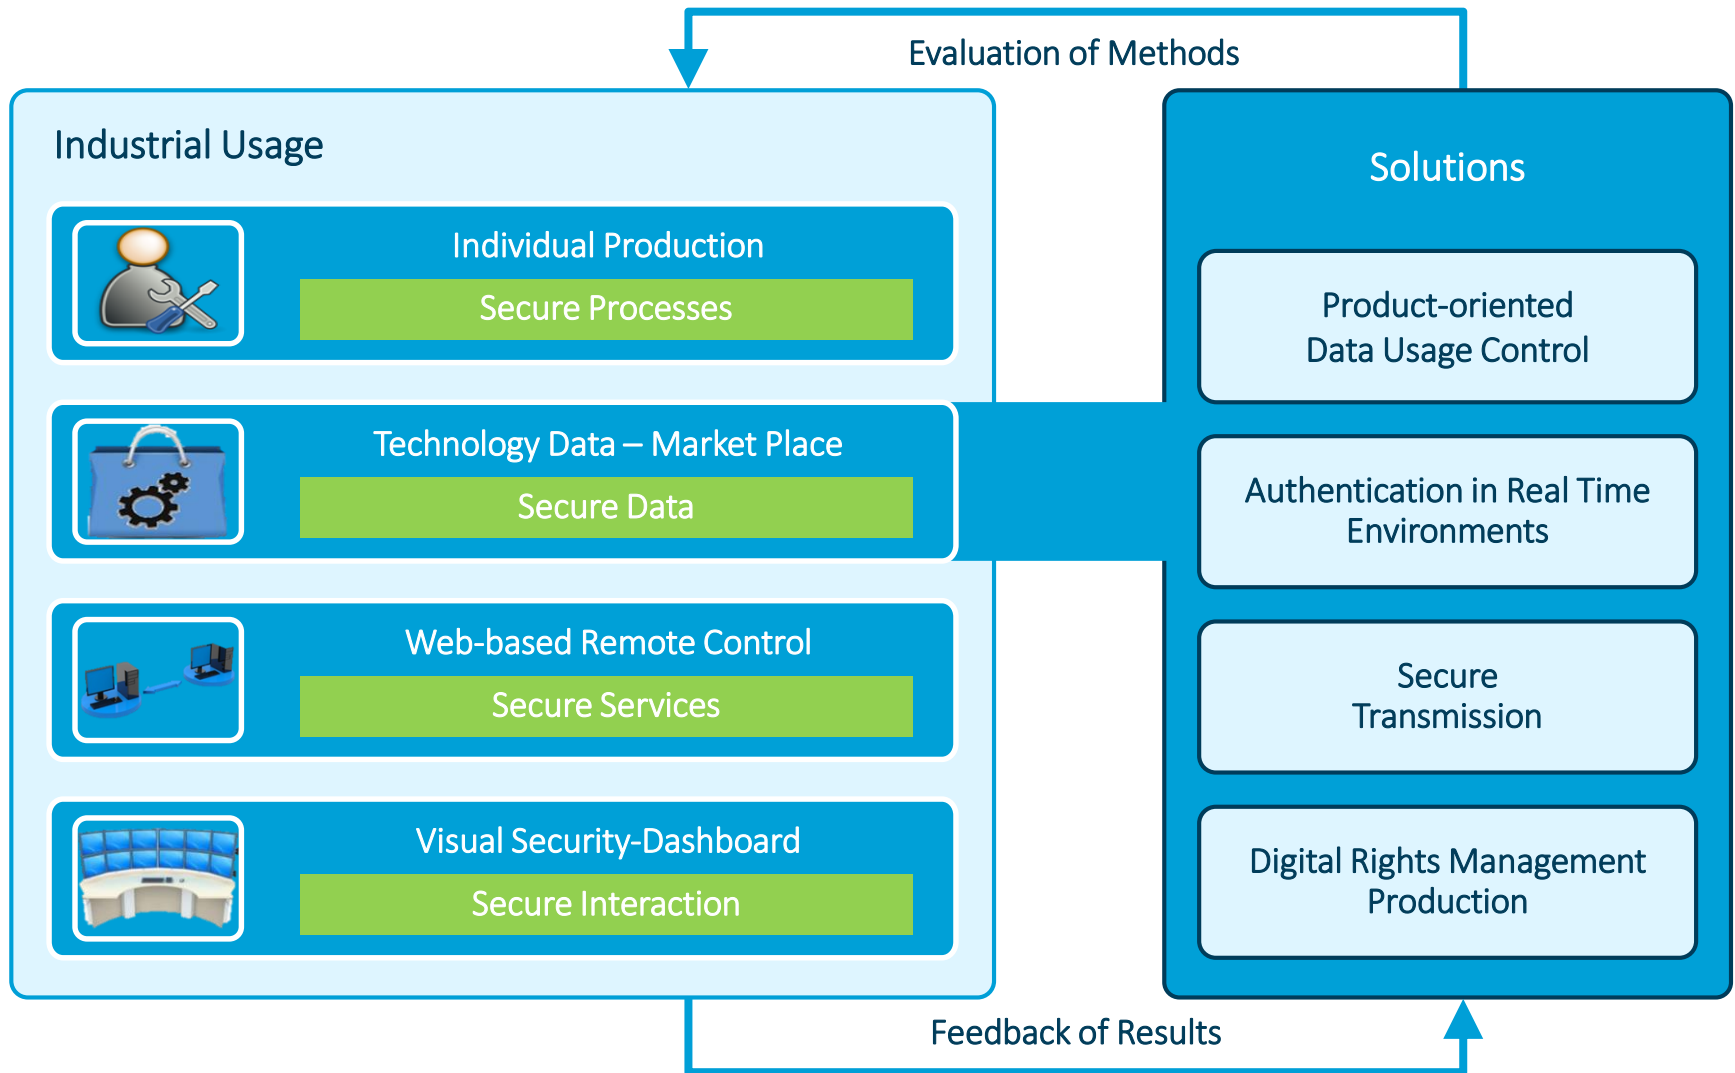 Evaluation of Methods
Industrial Usage
Individual Production
Secure Processes
Technology Data – Market Place
Secure Data
Web-based Remote Control
Secure Services
Visual Security-Dashboard
Secure Interaction
Solutions
Product-oriented
Data Usage Control
Authentication in Real Time
Environments
Secure
Transmission
Digital Rights Management
Production
Feedback of Results